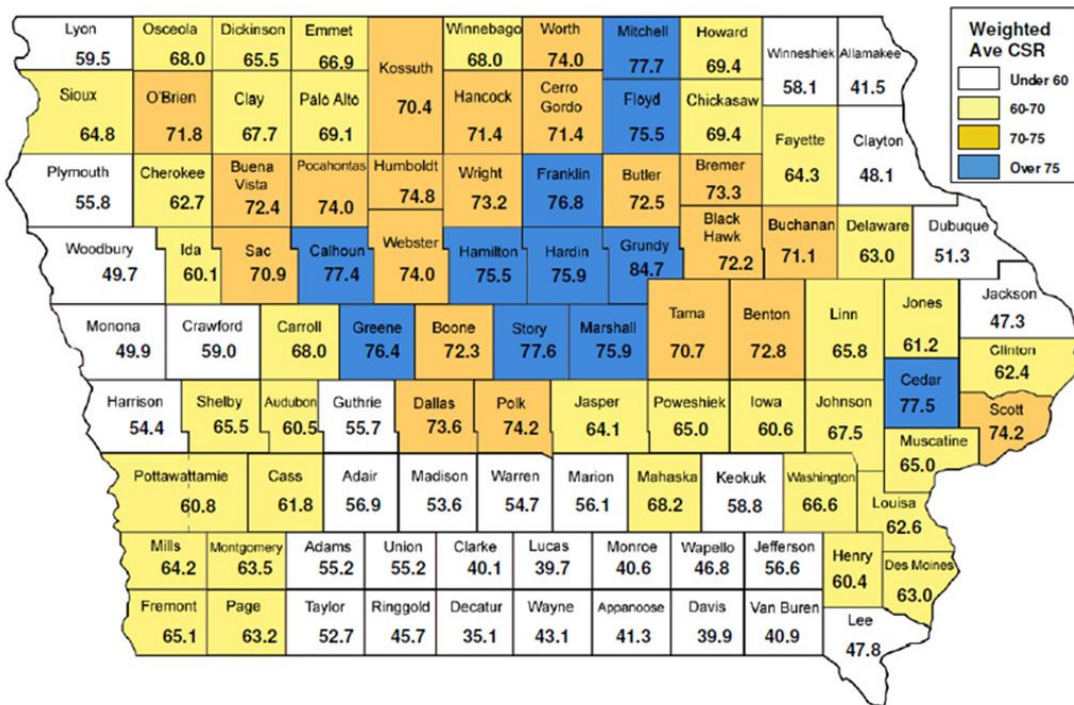 Lyon
59.5
Osceola
68.0
Dickinson
65.5
Emmet
66.9
Kossuth
70.4
Winnebago
68.0
Worth
74.0
Mitchell
77.7
Howard
69.4
Winneshiek
58.1
Allamakee
41.5
Weighted
Ave CSR
Under 60
60-70
70-75
Over 75
Sioux
64.8
O'Brien
71.8
Clay
67.7
Palo Alto
69.1
Hancock
71.4
Cerro
Gordo
71.4
Floyd
75.5
Chickasaw
69.4
Fayette
64.3
Clayton
48.1
Plymouth
55.8
Cherokee
62.7
Buena
Vista
72.4
Pocahontas
74.0
Humboldt
74.8
Wright
73.2
Franklin
76.8
Butler
72.5
Bremer
73.3
Woodbury
49.7
Ida
60.1
Sac
70.9
Calhoun
77.4
Webster
74.0
Hamilton
75.5
Hardin
75.9
Grundy
84.7
Black
Hawk
72.2
Buchanan
71.1
Delaware
63.0
Dubuque
51.3
Monona
49.9
Crawford
59.0
Carroll
68.0
Greene
76.4
Boone
72.3
Story
77.6
Marshall
75.9
Tama
70.7
Benton
72.8
Linn
65.8
Jones
61.2
Jackson
47.3
Clinton
62.4
Cedar
77.5
Scott
74.2
Harrison
54.4
Shelby
65.5
Audubon
60.5
Guthrie
55.7
Dallas
73.6
Polk
74.2
Jasper
64.1
Poweshiek
65.0
Iowa
60.6
Johnson
67.5
Muscatine
65.0
Pottawattamie
60.8
Cass
61.8
Adair
56.9
Madison
53.6
Warren
54.7
Marion
56.1
Mahaska
68.2
Keokuk
58.8
Washington
66.6
Louisa
62.6
Mills
64.2
Montgomery
63.5
Adams
55.2
Union
55.2
Clarke
40.1
Lucas
39.7
Monroe
40.6
Wapello
46.8
Jefferson
56.6
Henry
60.4
Des Moines
63.0
Fremont
65.1
Page
63.2
Taylor
52.7
Ringgold
45.7
Decatur
35.1
Wayne
43.1
Appanoose
41.3
Davis
39.9
Van Buren
40.9
Lee
47.8